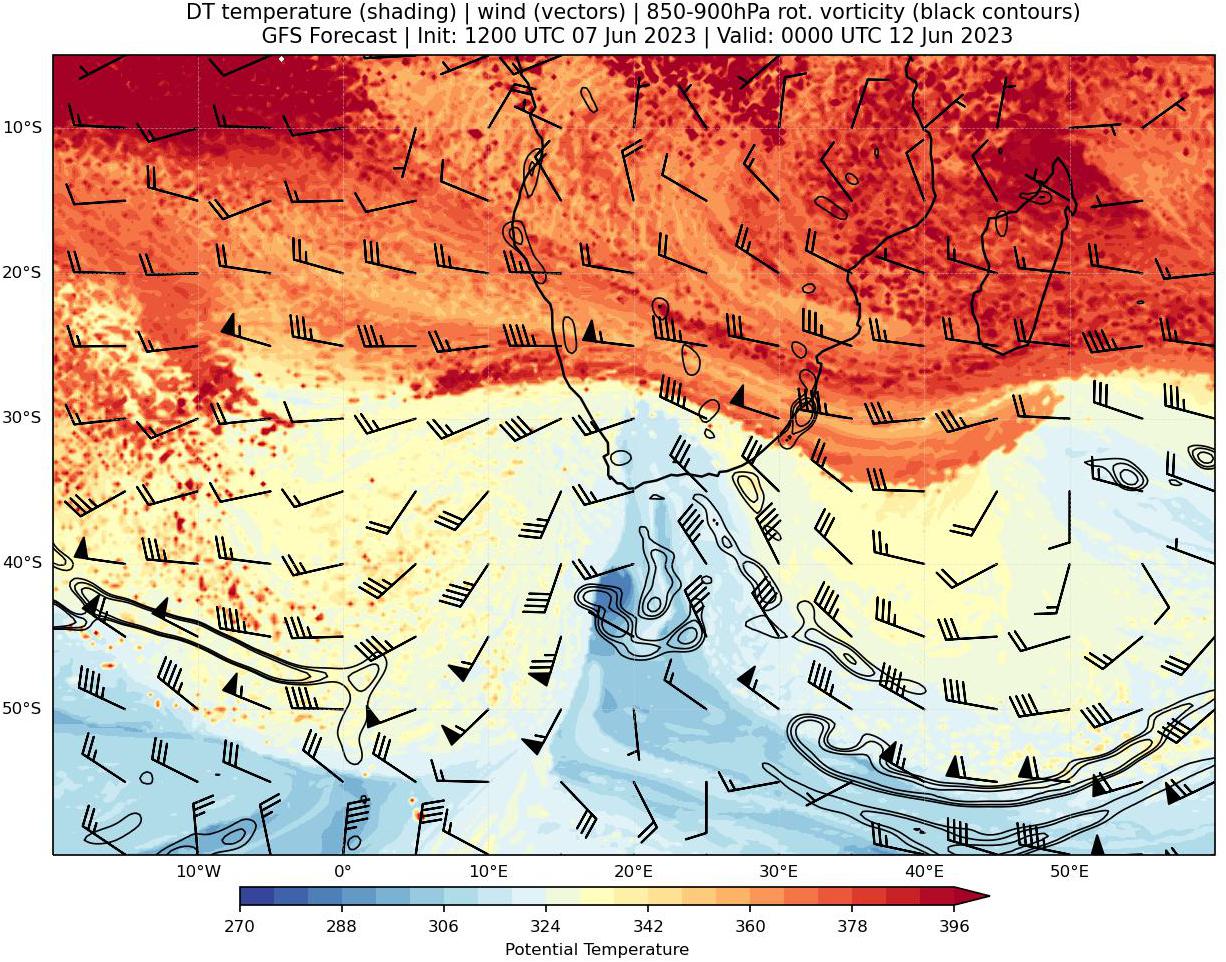 DT temperature (shading) | wind (vectors) | 850-900hPa rot. vorticity (black contours)
GFS Forecast | Init: 1200 UTC 07 Jun 2023 | Valid: 0000 UTC 12 Jun 2023
10°S
20°S
30°S
40°S
50°S
10°W 0° 10°E 20°E 30°E 40°E 50°E
270 288 306 324 342 360 378 396
Potential Temperature